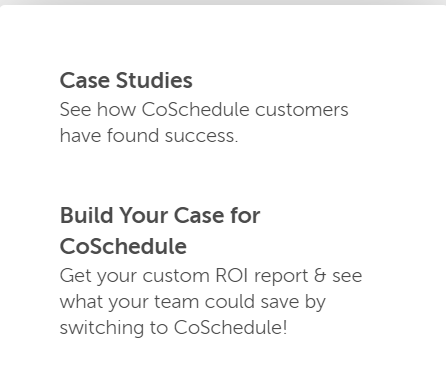 Case Studies
See how CoSchedule customers
have found success.
Build Your Case for
CoSchedule
Get your custom ROI report & see
what your team could save by
switching to CoSchedule!